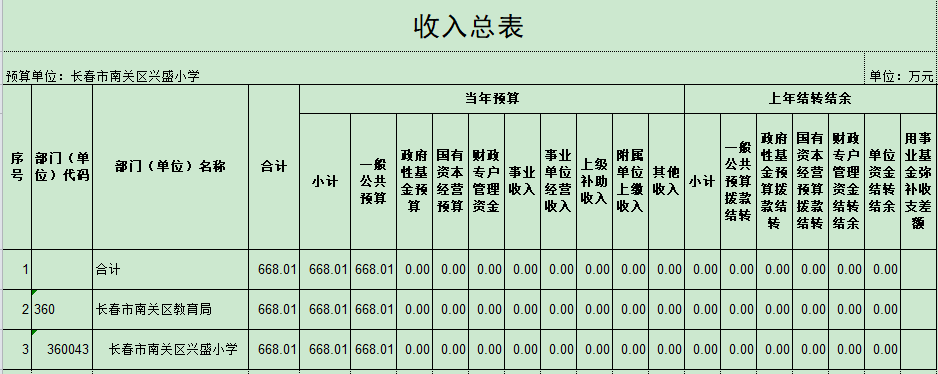 收入总表
预算单位：长春市南关区兴盛小学 单位：万元
序号 部门（单位）代码 部门（单位）名称 合计 当年预算 上年结转结余
小计 一般公共预算 政府性基金预算 国有资本经营预算 财政专户管理资金 事业收入 事业单位经营收入 上级补助收入 附属单位上缴收入 其他收入 小计 一般公共预算拨款结转 政府性基金预算拨款结转 国有资本经营预算拨款结转 财政专户管理资金结转结余 单位资金结转结余 用事业基金弥补收支差额
1 合计 668.01 668.01 668.01 0.00 0.00 0.00 0.00 0.00 0.00 0.00 0.00 0.00 0.00 0.00 0.00 0.00 0.00
2 360 长春市南关区教育局 668.01 668.01 668.01 0.00 0.00 0.00 0.00 0.00 0.00 0.00 0.00 0.00 0.00 0.00 0.00 0.00 0.00
3 360043 长春市南关区兴盛小学 668.01 668.01 668.01 0.00 0.00 0.00 0.00 0.00 0.00 0.00 0.00 0.00 0.00 0.00 0.00 0.00 0.00